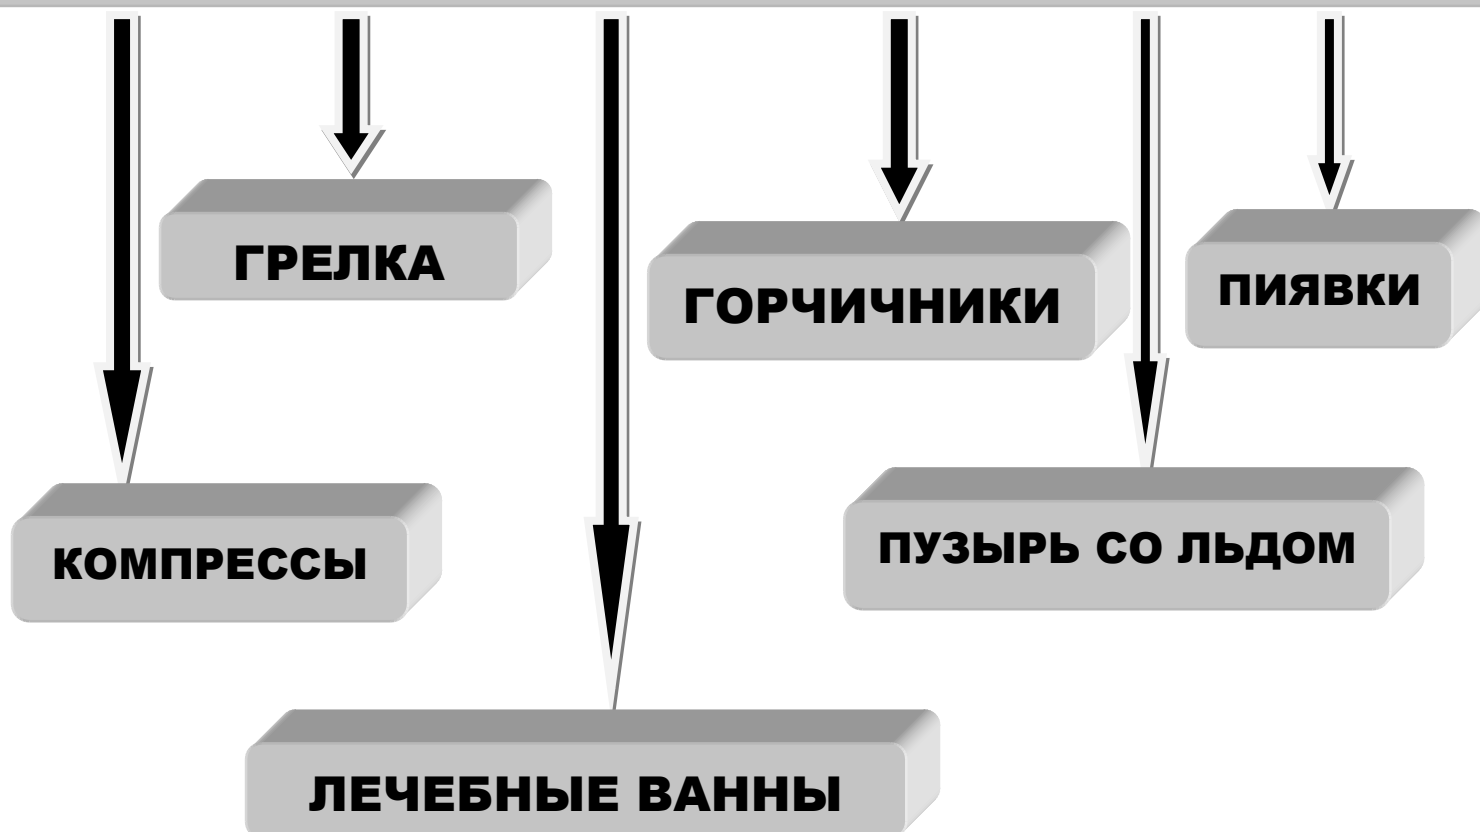 ГРЕЛКА
ГОРЧИЧНИКИ
ПИЯВКИ
КОМПРЕССЫ
ПУЗЫРЬ СО ЛЬДОМ
ЛЕЧЕБНЫЕ ВАННЫ